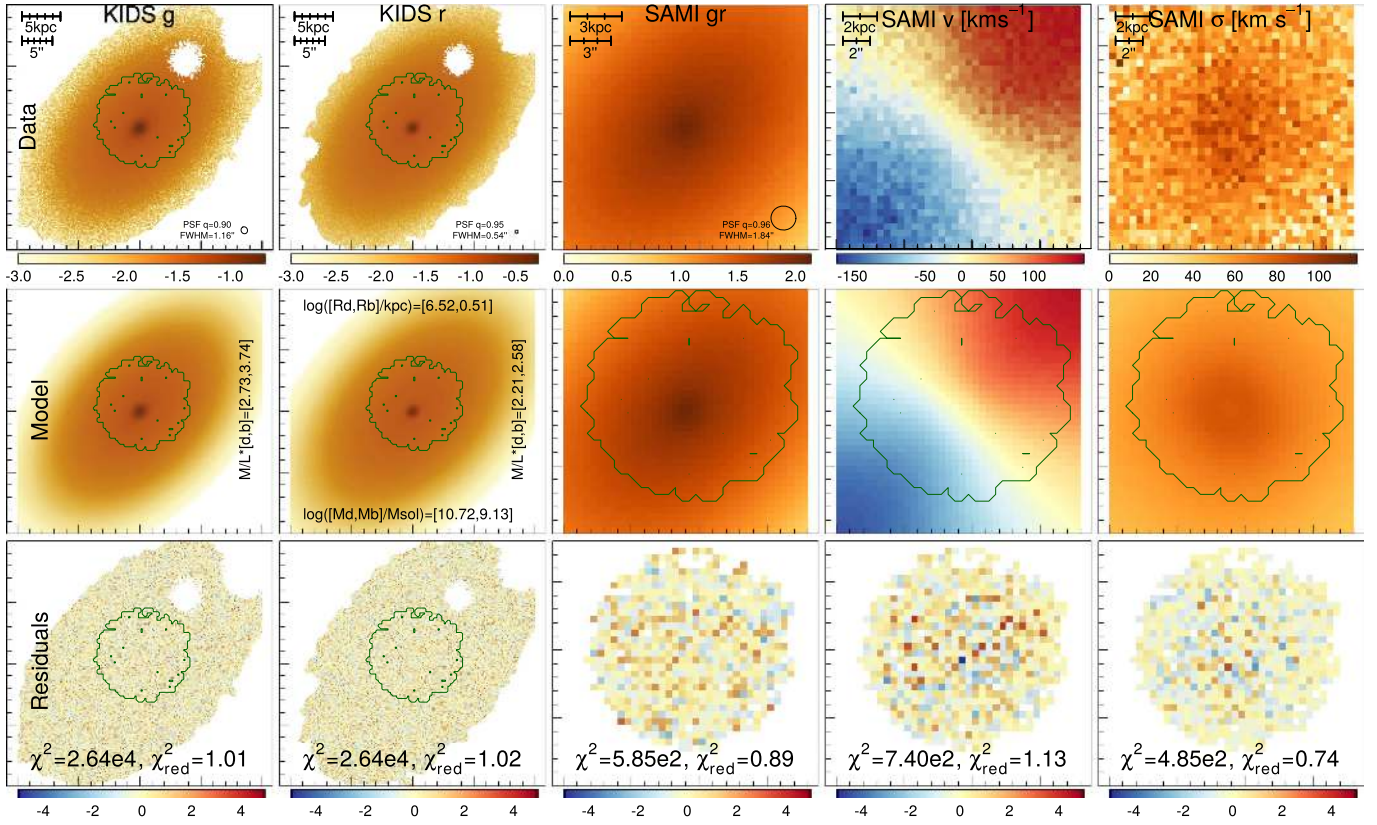 KIDS g
KIDS r
SAMI gr
SAMI v [kms⁻¹]
SAMI σ [km s⁻¹]
5kpc
5"
5kpc
5"
3kpc
3"
2kpc
2"
2kpc
2"
Data
PSF q=0.90
FWHM=1.16"
PSF q=0.95
FWHM=0.54"
PSF q=0.96
FWHM=1.84"
-3.0 -2.5 -2.0 -1.5 -1.0
-3.0 -2.5 -2.0 -1.5 -1.0 -0.5
0.0 0.5 1.0 1.5 2.0
-150 -50 0 50 100
0 20 40 60 80 100
Model
M/L*[d.b]=[2.73,3.74]
log([Rd,Rb]/kpc)=[6.52,0.51]
M/L*[d.b]=[2.21,2.58]
log([Md,Mb]/Msol)=[10.72,9.13]
Residuals
χ²=2.64e4, χ²red=1.01
χ²=2.64e4, χ²red=1.02
χ²=5.85e2, χ²red=0.89
χ²=7.40e2, χ²red=1.13
χ²=4.85e2, χ²red=0.74
-4 -2 0 2 4
-4 -2 0 2 4
-4 -2 0 2 4
-4 -2 0 2 4
-4 -2 0 2 4